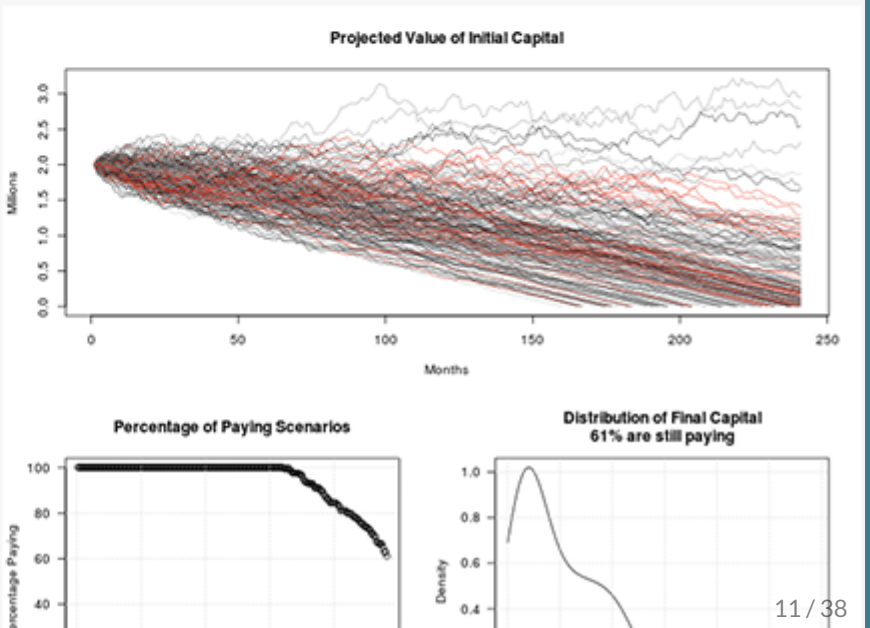 Projected Value of Initial Capital
Millions
3.0
2.5
2.0
1.5
1.0
0.5
0.0
0 50 100 150 200 250
Months
Percentage of Paying Scenarios
Distribution of Final Capital
61% are still paying
100
80
60
40
Paying
1.0
0.8
0.6
0.4
Density
11 / 38